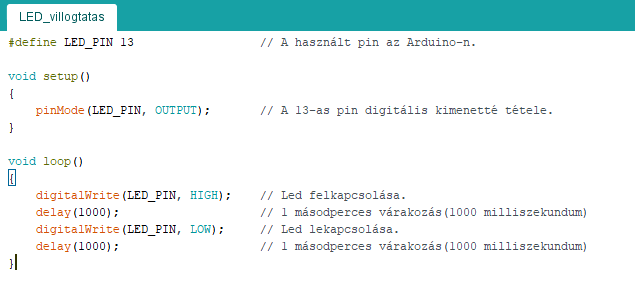 LED_villogtatas
#define LED_PIN 13 // A használt pin az Arduino-n.
void setup()
{
pinMode(LED_PIN, OUTPUT); // A 13-as pin digitális kimenetté tétele.
}
void loop()
{
digitalWrite(LED_PIN, HIGH); // Led felkapcsolása.
delay(1000); // 1 másodperces várakozás(1000 milliszekundum)
digitalWrite(LED_PIN, LOW); // Led lekapcsolása.
delay(1000); // 1 másodperces várakozás(1000 milliszekundum)
}